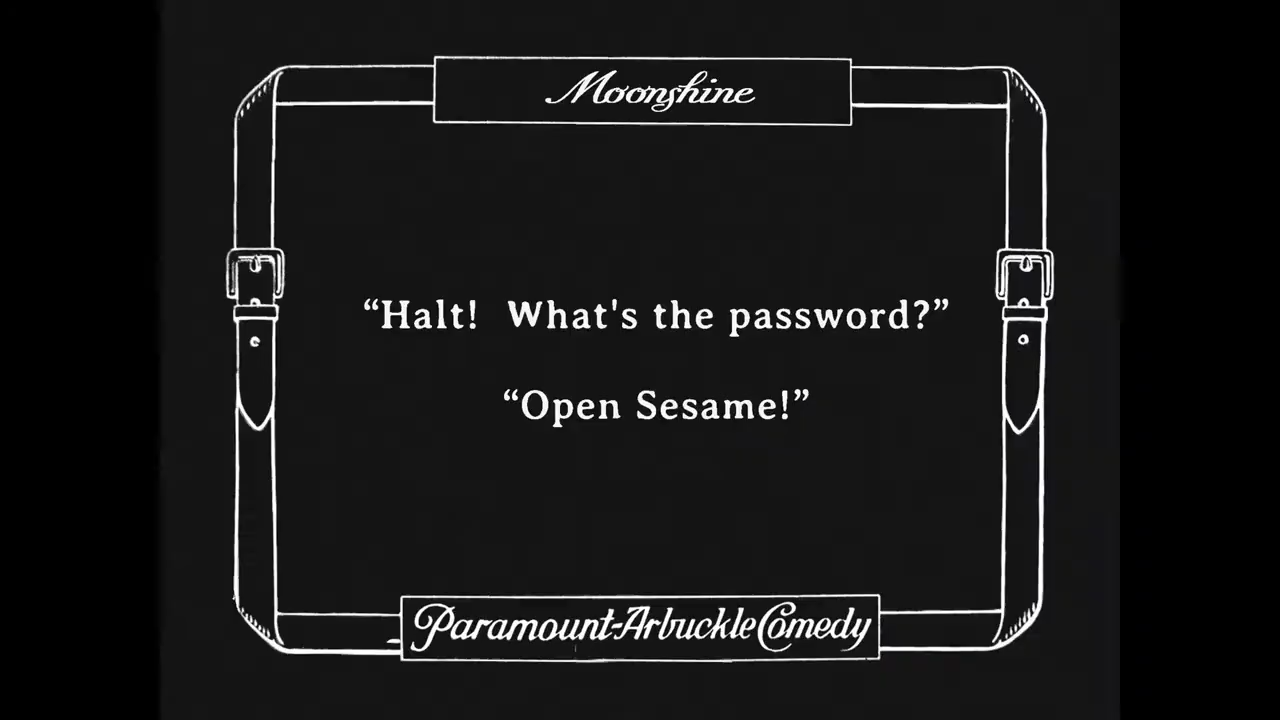 Moonshine
“Halt!  What's the password?”
“Open Sesame!”
Paramount-Arbuckle Comedy